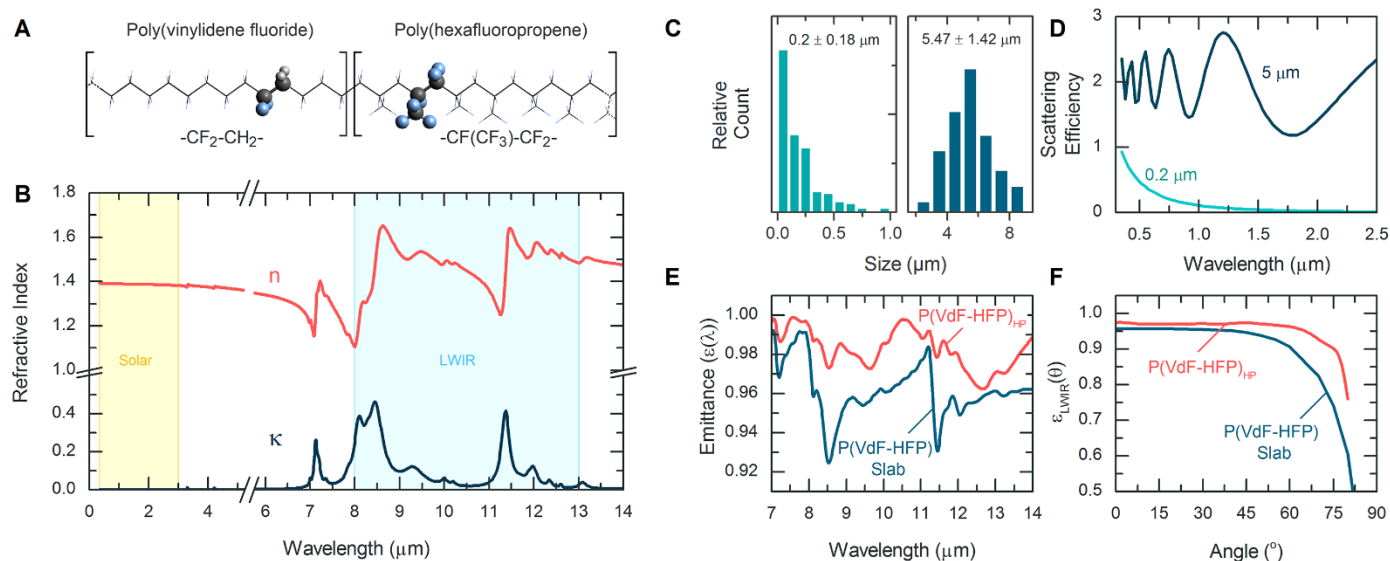 A
Poly(vinylidene fluoride)
Poly(hexafluoropropene)
-CF₂-CH₂-
-CF(CF₃)-CF₂-
B
Refractive Index
1.8
1.6
1.4
1.2
1.0
0.4
0.2
0.0
n
κ
Solar
LWIR
0 2 4 6 7 8 9 10 11 12 13 14
Wavelength (μm)
C
Relative
Count
0.2 ± 0.18 μm
5.47 ± 1.42 μm
0.0 0.5 1.0
4 8
Size (μm)
D
Scattering
Efficiency
3
2
1
0
5 μm
0.2 μm
0.5 1.0 1.5 2.0 2.5
Wavelength (μm)
E
Emittance (ε(λ))
1.00
0.98
0.96
0.94
0.92
P(VdF-HFP)HP
P(VdF-HFP)
Slab
7 8 9 10 11 12 13 14
Wavelength (μm)
F
εLWIR(θ)
1.0
0.9
0.8
0.7
0.6
0.5
P(VdF-HFP)HP
P(VdF-HFP)
Slab
0 15 30 45 60 75 90
Angle (°)